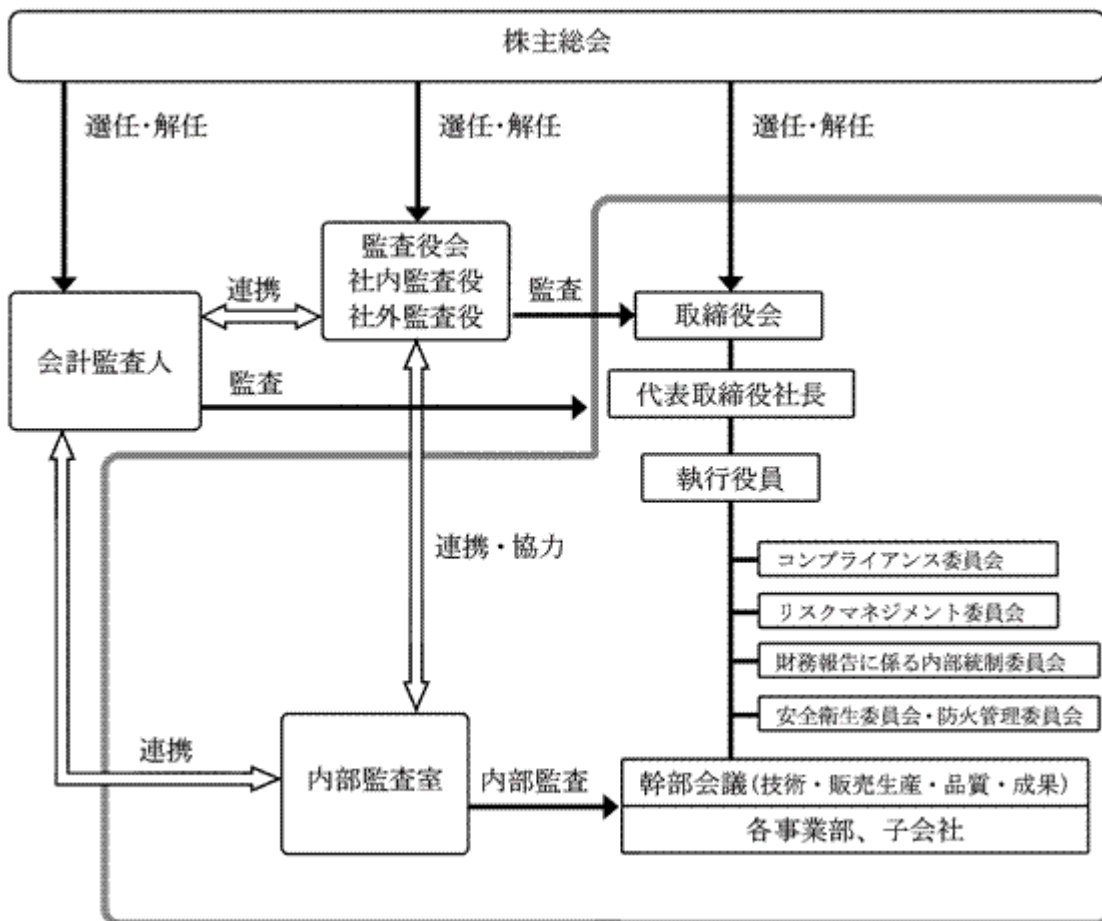 株主総会
選任・解任
選任・解任
選任・解任
監査役会
社内監査役
社外監査役
連携
監査
取締役会
会計監査人
監査
代表取締役社長
執行役員
連携・協力
コンプライアンス委員会
リスクマネジメント委員会
財務報告に係る内部統制委員会
安全衛生委員会・防火管理委員会
連携
内部監査室
内部監査
幹部会議(技術・販売生産・品質・成果)
各事業部、子会社